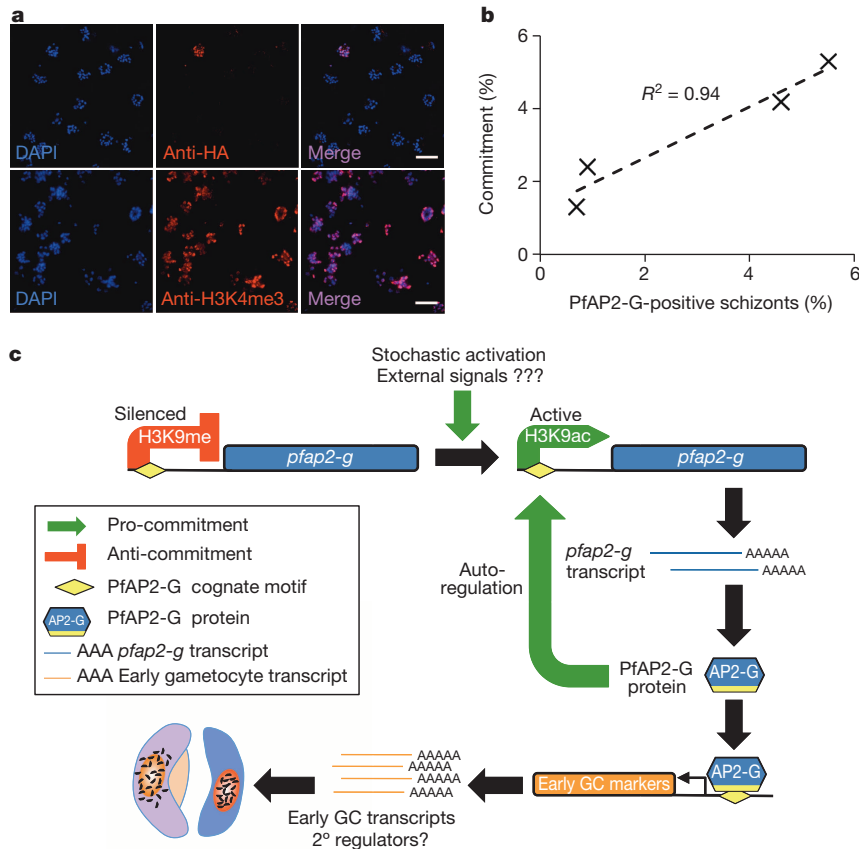 a
DAPI
Anti-HA
Merge
DAPI
Anti-H3K4me3
Merge
b
Commitment (%)
6
4
2
0
R² = 0.94
0
2
4
6
PfAP2-G-positive schizonts (%)
c
Stochastic activation
External signals ???
Silenced
H3K9me
pfap2-g
Active
H3K9ac
pfap2-g
Pro-commitment
Anti-commitment
PfAP2-G cognate motif
AP2-G
PfAP2-G protein
AAA pfap2-g transcript
AAA Early gametocyte transcript
Auto-
regulation
pfap2-g
transcript
AAAAA
AAAAA
PfAP2-G
protein
AP2-G
AP2-G
Early GC markers
AAAAA
AAAAA
AAAAA
AAAAA
Early GC transcripts
2º regulators?